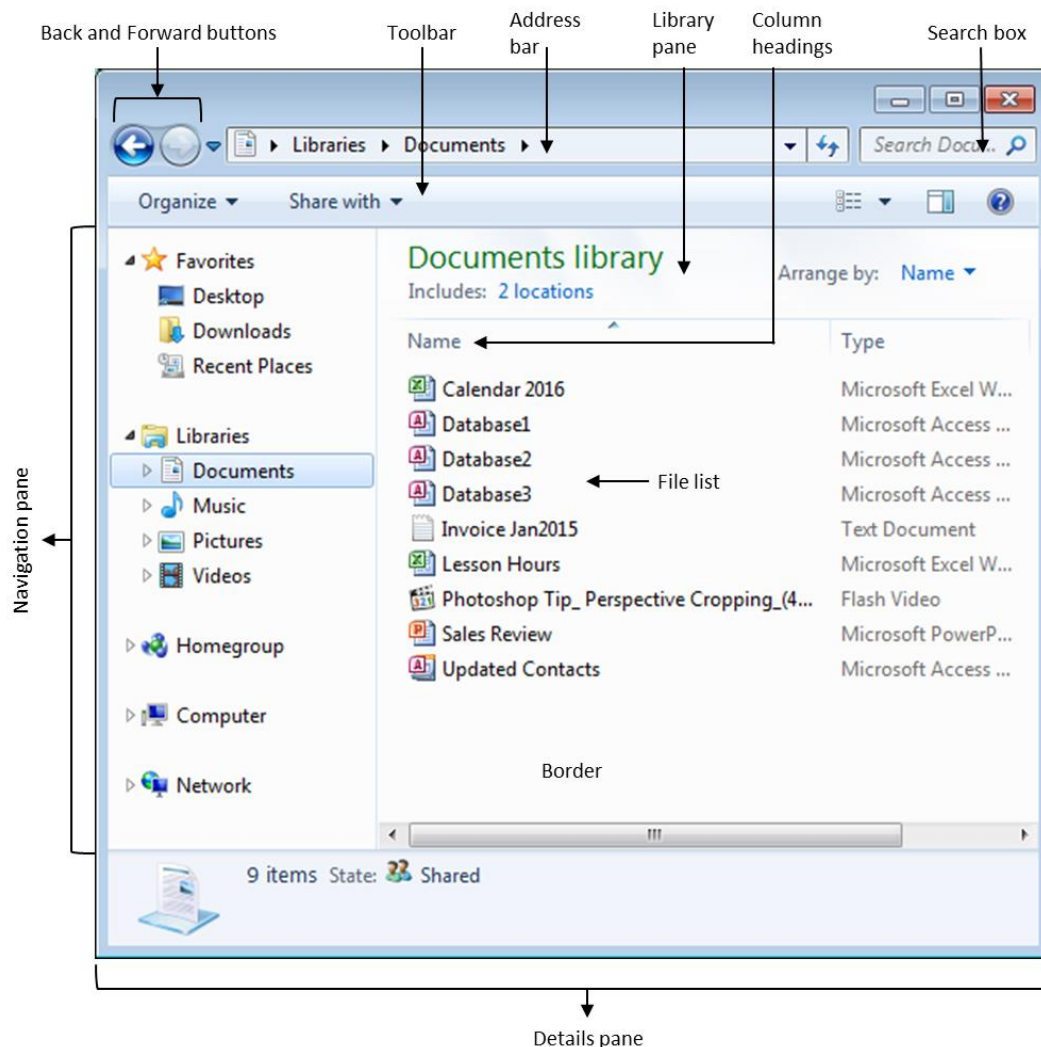 Back and Forward buttons
Toolbar
Address
bar
Library
pane
Column
headings
Search box
Libraries
Documents
Search Docu...
Organize
Share with
Navigation pane
Favorites
Desktop
Downloads
Recent Places
Libraries
Documents
Music
Pictures
Videos
Homegroup
Computer
Network
Documents library
Includes: 2 locations
Arrange by: Name
Name
Type
Calendar 2016 Microsoft Excel W...
Database1 Microsoft Access ...
Database2 Microsoft Access ...
Database3 Microsoft Access ...
File list
Invoice Jan2015 Text Document
Lesson Hours Microsoft Excel W...
Photoshop Tip_ Perspective Cropping_(4... Flash Video
Sales Review Microsoft PowerP...
Updated Contacts Microsoft Access ...
Border
9 items State: Shared
Details pane